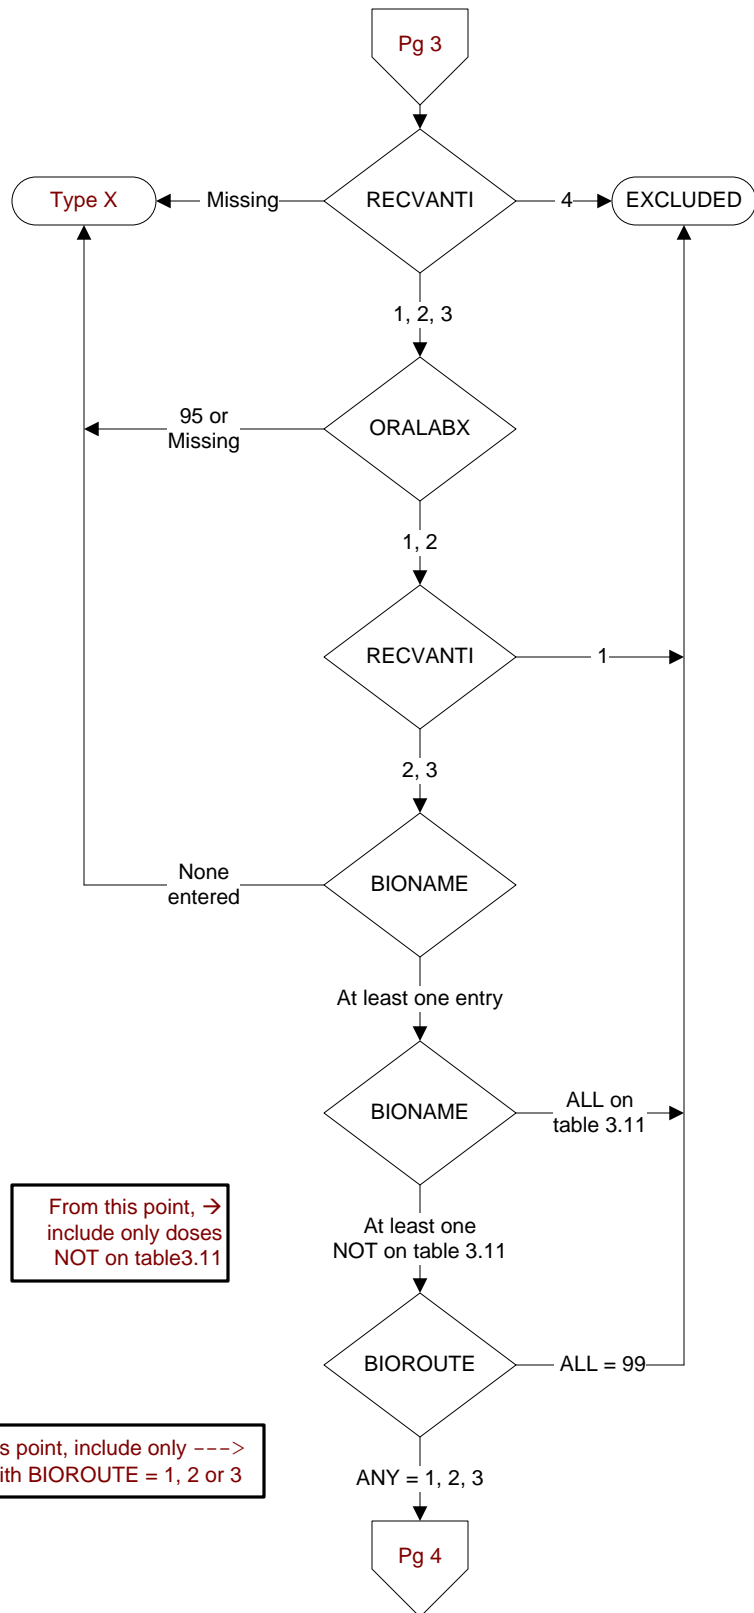 Pg 3
Type X
Missing
RECVANTI
4
EXCLUDED
1, 2, 3
95 or
Missing
ORALABX
1, 2
RECVANTI
1
2, 3
None
entered
BIONAME
At least one entry
BIONAME
ALL on
table 3.11
From this point, →
include only doses
NOT on table3.11
At least one
NOT on table 3.11
BIOROUTE
ALL = 99
point, include only --->
with BIOROUTE = 1, 2 or 3
ANY = 1, 2, 3
Pg 4